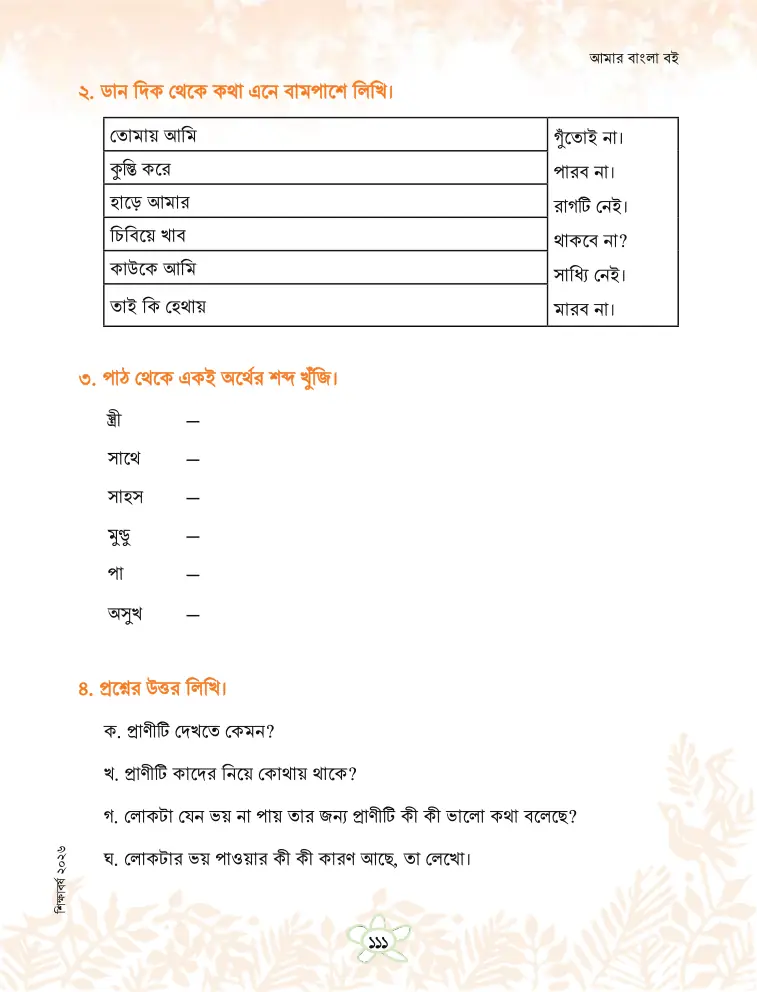 আমার বাংলা বই
২. ডান দিক থেকে কথা এনে বামপাশে লিখি।
তোমায় আমি
কুস্তি করে
হাড়ে আমার
চিবিয়ে খাব
কাউকে আমি
তাই কি হেথায়
গুঁতোই না।
পারব না।
রাগটি নেই।
থাকবে না?
সাধ্যি নেই।
মারব না।
৩. পাঠ থেকে একই অর্থের শব্দ খুঁজি।
স্ত্রী —
সাথে —
সাহস —
মুণ্ডু —
পা —
অসুখ —
৪. প্রশ্নের উত্তর লিখি।
ক. প্রাণীটি দেখতে কেমন?
খ. প্রাণীটি কাদের নিয়ে কোথায় থাকে?
গ. লোকটা যেন ভয় না পায় তার জন্য প্রাণীটি কী কী ভালো কথা বলেছে?
ঘ. লোকটার ভয় পাওয়ার কী কী কারণ আছে, তা লেখো।
শিক্ষাবর্ষ ২০২৬
১১১